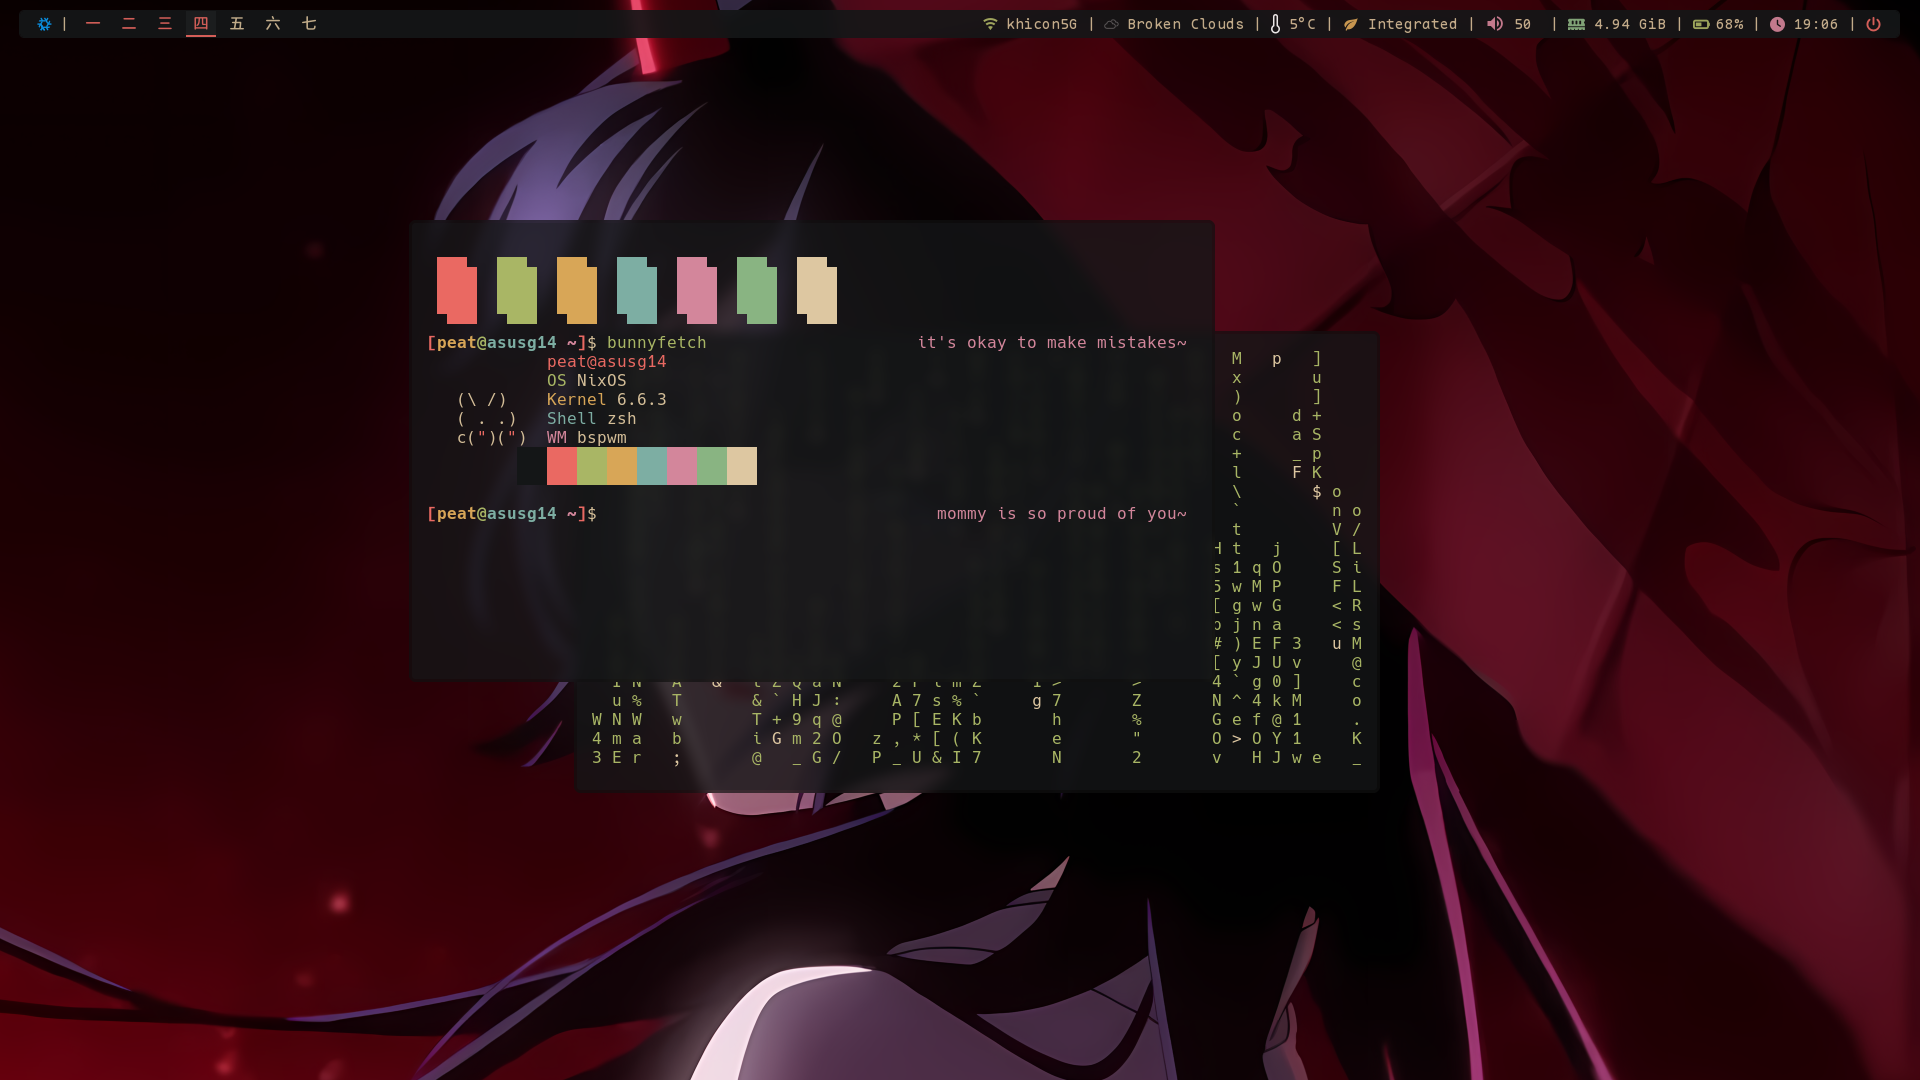 | 一 二 三 四 五 六 七 khicon5G | Broken Clouds | 5°C | Integrated | 50 | 4.94 GiB | 68% | 19:06 |
[peat@asusg14 ~]$ bunnyfetch it's okay to make mistakes~
peat@asusg14
OS NixOS
(\ /) Kernel 6.6.3
( . .) Shell zsh
c(")(") WM bspwm
[peat@asusg14 ~]$ mommy is so proud of you~
M p ]
x u
) ]
o d +
c a S
+ _ p
l F K
\ $ o
` n o
t V /
H t j [ L
s 1 q O S i
5 w M P F L
[ g w G < R
p j n a < s
# ) E F 3 u M
[ y J U v @
4 ` g 0 ] c
u % T & ` H J : A 7 s % ` g 7 Z N ^ 4 k M o
W N W w T + 9 q @ P [ E K b h % G e f @ 1 .
4 m a b i G m 2 O z , * [ ( K e " O > O Y 1 K
3 E r ; @ _ G / P _ U & I 7 N 2 v H J w e _